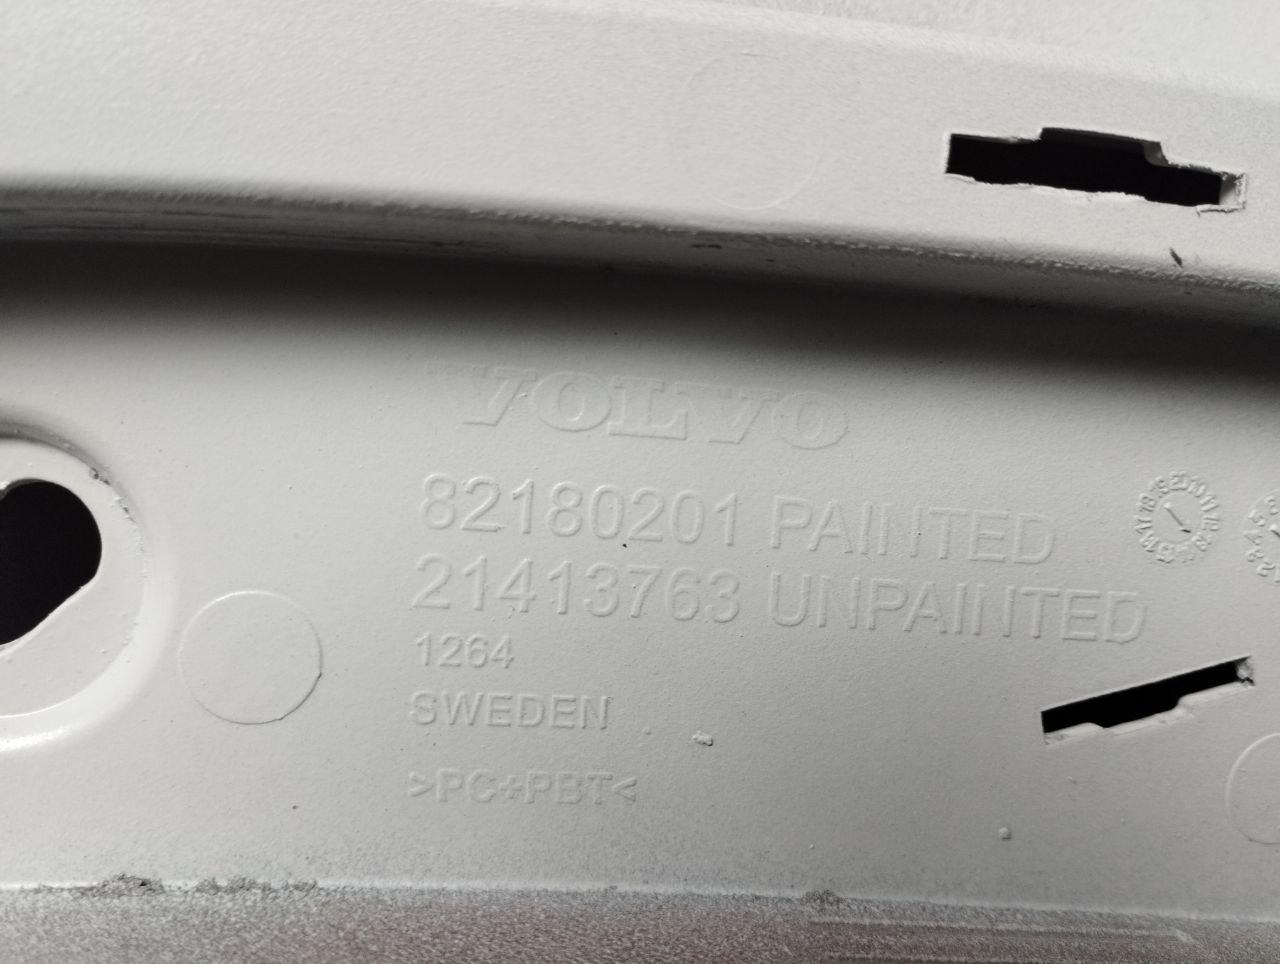 VOLVO
82180201 PAINTED
21413763 UNPAINTED
1264
SWEDEN
>PC+PBT<